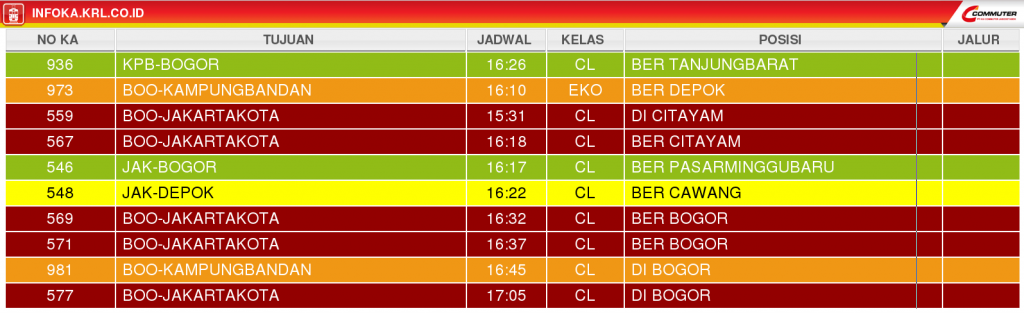 INFOKA.KRL.CO.ID
COMMUTER
NO KA TUJUAN JADWAL KELAS POSISI JALUR
936 KPB-BOGOR 16:26 CL BER TANJUNGBARAT
973 BOO-KAMPUNGBANDAN 16:10 EKO BER DEPOK
559 BOO-JAKARTAKOTA 15:31 CL DI CITAYAM
567 BOO-JAKARTAKOTA 16:18 CL BER CITAYAM
546 JAK-BOGOR 16:17 CL BER PASARMINGGUBARU
548 JAK-DEPOK 16:22 CL BER CAWANG
569 BOO-JAKARTAKOTA 16:32 CL BER BOGOR
571 BOO-JAKARTAKOTA 16:37 CL BER BOGOR
981 BOO-KAMPUNGBANDAN 16:45 CL DI BOGOR
577 BOO-JAKARTAKOTA 17:05 CL DI BOGOR